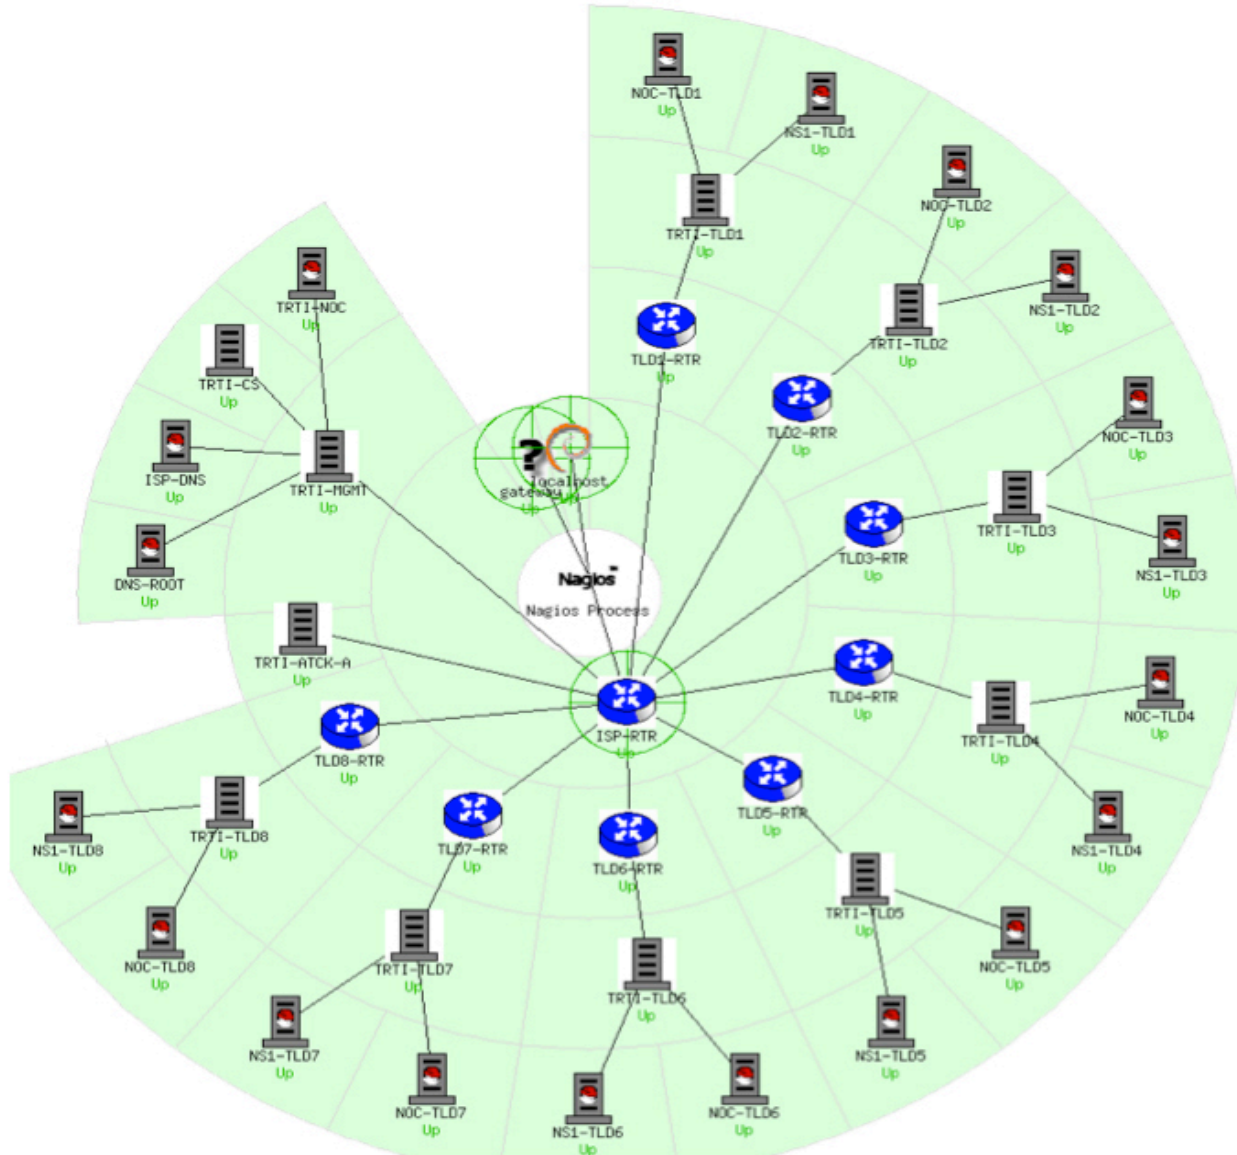 NOC-TLD1
Up
NS1-TLD1
Up
NOC-TLD2
Up
TRTI-TLD1
Up
NS1-TLD2
Up
TRTI-NOC
Up
TRTI-TLD2
Up
TLD1-RTR
Up
TRTI-CS
Up
TLD2-RTR
Up
NOC-TLD3
Up
ISP-DNS
Up
TRTI-MGMT
Up
localhost
Up
gateway
Up
TRTI-TLD3
Up
TLD3-RTR
Up
NS1-TLD3
Up
DNS-ROOT
Up
Nagios™
Nagios Process
TRTI-ATCK-A
Up
TLD4-RTR
Up
NOC-TLD4
Up
ISP-RTR
Up
TRTI-TLD4
Up
TLD8-RTR
Up
TLD5-RTR
Up
TRTI-TLD8
Up
NS1-TLD8
Up
TLD7-RTR
Up
NS1-TLD4
Up
TLD6-RTR
Up
TRTI-TLD5
Up
NOC-TLD8
Up
TRTI-TLD7
Up
NOC-TLD5
Up
TRTI-TLD6
Up
NS1-TLD7
Up
NS1-TLD5
Up
NOC-TLD7
Up
NOC-TLD6
Up
NS1-TLD6
Up